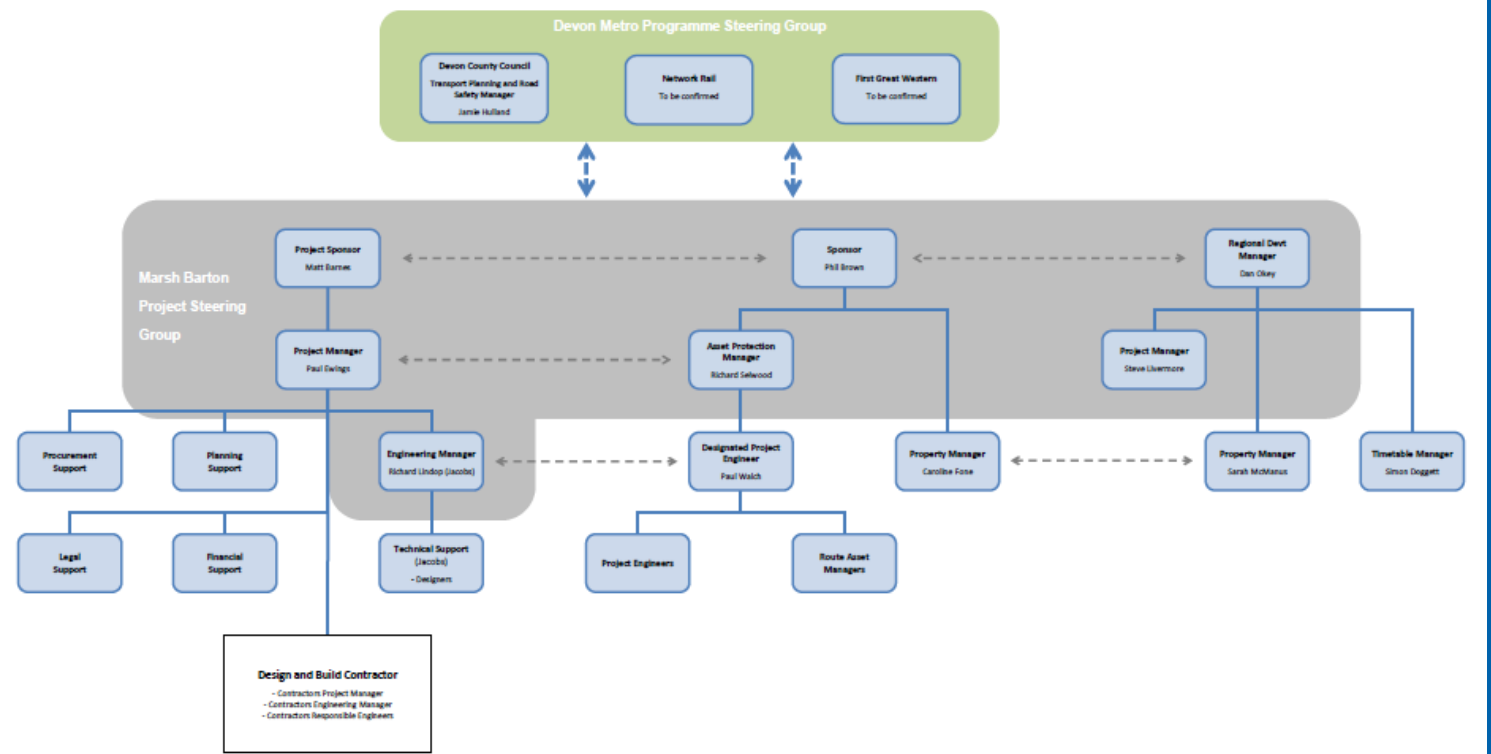 Devon Metro Programme Steering Group
Devon County Council
Transport Planning and Road
Safety Manager
Jamie Hulland
Network Rail
To be confirmed
First Great Western
To be confirmed
Marsh Barton
Project Steering
Group
Project Sponsor
Matt Barnes
Sponsor
Phil Brown
Regional Devt
Manager
Dan Okey
Project Manager
Paul Ewings
Asset Protection
Manager
Richard Selwood
Project Manager
Steve Livermore
Procurement
Support
Planning
Support
Engineering Manager
Richard Lindop (Jacobs)
Designated Project
Engineer
Paul Walch
Property Manager
Caroline Fone
Property Manager
Sarah McManus
Timetable Manager
Simon Doggett
Legal
Support
Financial
Support
Technical Support
(Jacobs)
- Designers
Project Engineers
Route Asset
Managers
Design and Build Contractor
- Contractors Project Manager
- Contractors Engineering Manager
- Contractors Responsible Engineers